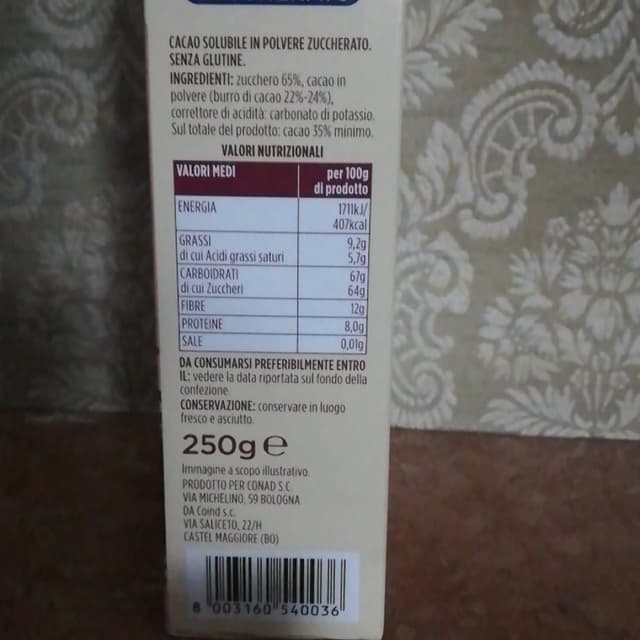 CACAO SOLUBILE IN POLVERE ZUCCHERATO.
SENZA GLUTINE.
INGREDIENTI: zucchero 65%, cacao in
polvere (burro di cacao 22%-24%),
correttore di acidità: carbonato di potassio.
Sul totale del prodotto: cacao 35% minimo.
VALORI NUTRIZIONALI
VALORI MEDI per 100g
di prodotto
ENERGIA 1711kJ/
407kcal
GRASSI 9,2g
di cui Acidi grassi saturi 5,7g
CARBOIDRATI 67g
di cui Zuccheri 64g
FIBRE 12g
PROTEINE 8,0g
SALE 0,01g
DA CONSUMARSI PREFERIBILMENTE ENTRO
IL: vedere la data riportata sul fondo della
confezione.
CONSERVAZIONE: conservare in luogo
fresco e asciutto.
250g e
Immagine a scopo illustrativo.
PRODOTTO PER CONAD S.C.
VIA MICHELINO, 59 BOLOGNA
DA Coind s.c.
VIA SALICETO, 22/H
CASTEL MAGGIORE (BO)
8 003160 540036